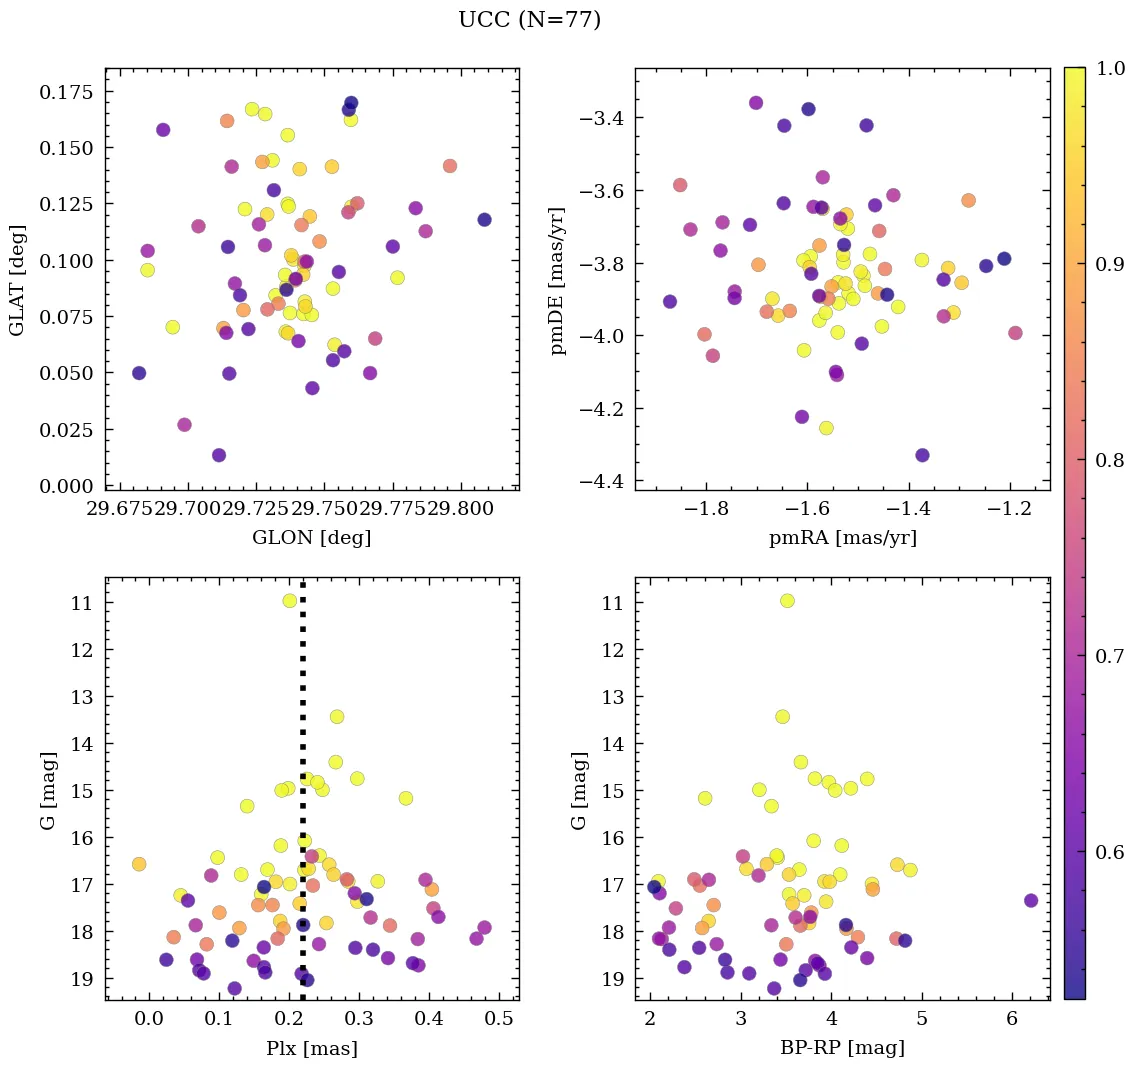 UCC (N=77)
0.175
0.150
0.125
0.100
0.075
0.050
0.025
0.000
GLAT [deg]
29.675 29.700 29.725 29.750 29.775 29.800
GLON [deg]
−3.4
−3.6
−3.8
−4.0
−4.2
−4.4
pmDE [mas/yr]
−1.8 −1.6 −1.4 −1.2
pmRA [mas/yr]
11
12
13
14
15
16
17
18
19
G [mag]
0.0 0.1 0.2 0.3 0.4 0.5
Plx [mas]
11
12
13
14
15
16
17
18
19
G [mag]
2 3 4 5 6
BP-RP [mag]
1.0
0.9
0.8
0.7
0.6